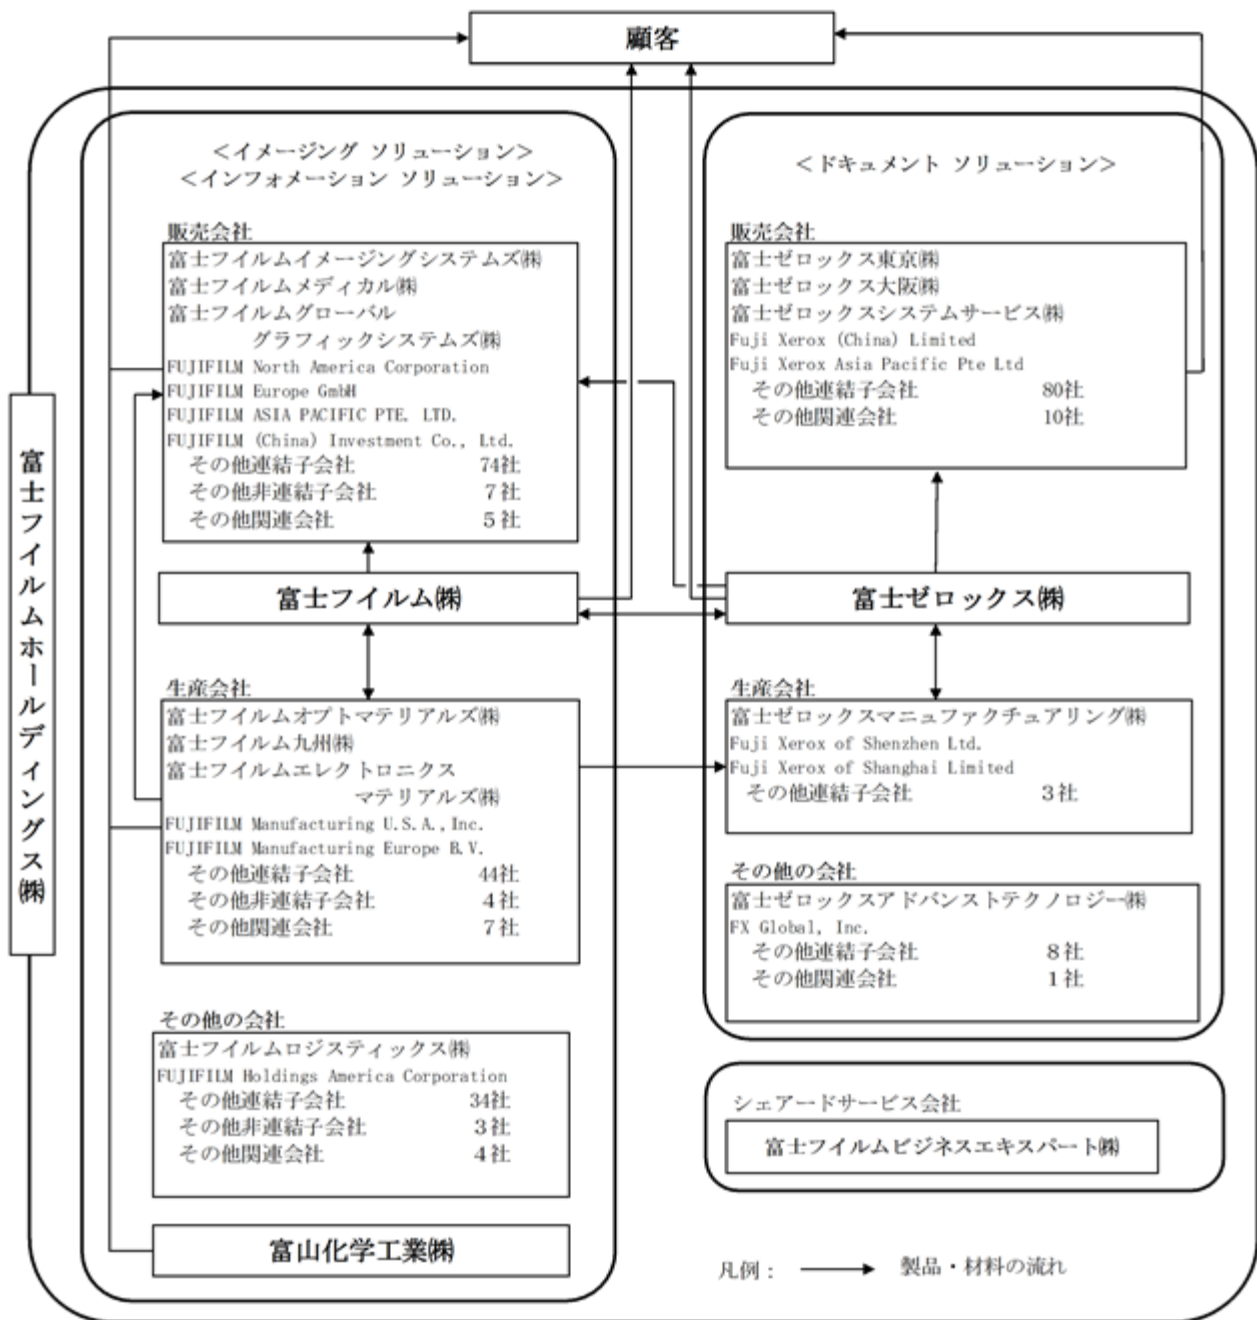 顧客
富士フイルムホールディングス㈱
<イメージング ソリューション>
<インフォメーション ソリューション>
販売会社
富士フイルムイメージングシステムズ㈱
富士フイルムメディカル㈱
富士フイルムグローバル
グラフィックシステムズ㈱
FUJIFILM North America Corporation
FUJIFILM Europe GmbH
FUJIFILM ASIA PACIFIC PTE. LTD.
FUJIFILM (China) Investment Co., Ltd.
その他連結子会社 74社
その他非連結子会社 7社
その他関連会社 5社
富士フイルム㈱
生産会社
富士フイルムオプトマテリアルズ㈱
富士フイルム九州㈱
富士フイルムエレクトロニクス
マテリアルズ㈱
FUJIFILM Manufacturing U.S.A.,Inc.
FUJIFILM Manufacturing Europe B.V.
その他連結子会社 44社
その他非連結子会社 4社
その他関連会社 7社
その他の会社
富士フイルムロジスティックス㈱
FUJIFILM Holdings America Corporation
その他連結子会社 34社
その他非連結子会社 3社
その他関連会社 4社
富山化学工業㈱
<ドキュメント ソリューション>
販売会社
富士ゼロックス東京㈱
富士ゼロックス大阪㈱
富士ゼロックスシステムサービス㈱
Fuji Xerox (China) Limited
Fuji Xerox Asia Pacific Pte Ltd
その他連結子会社 80社
その他関連会社 10社
富士ゼロックス㈱
生産会社
富士ゼロックスマニュファクチュアリング㈱
Fuji Xerox of Shenzhen Ltd.
Fuji Xerox of Shanghai Limited
その他連結子会社 3社
その他の会社
富士ゼロックスアドバンストテクノロジー㈱
FX Global, Inc.
その他連結子会社 8社
その他関連会社 1社
シェアードサービス会社
富士フイルムビジネスエキスパート㈱
凡例: 製品・材料の流れ